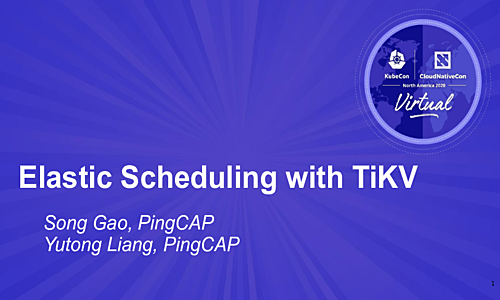 KubeCon
CloudNativeCon
North America 2020
Virtual
Elastic Scheduling with TiKV
Song Gao, PingCAP
Yutong Liang, PingCAP
1